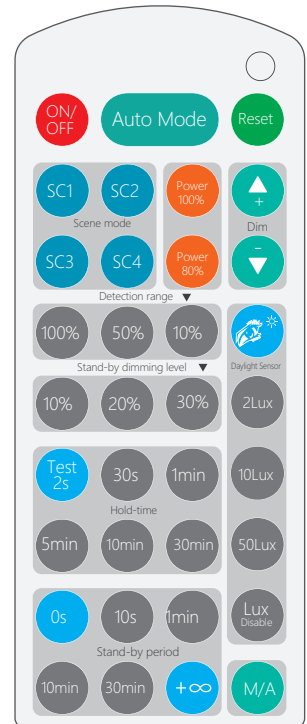 ON/
OFF
Auto Mode
Reset
SC1
SC2
Scene mode
SC3
SC4
Power
100%
Power
80%
+
Dim
-
Detection range ▼
100%
50%
10%
Stand-by dimming level ▼
10%
20%
30%
Daylight Sensor
2Lux
10Lux
50Lux
Lux
Disable
Test
2s
30s
1min
Hold-time
5min
10min
30min
0s
10s
1min
Stand-by period
10min
30min
+∞
M/A